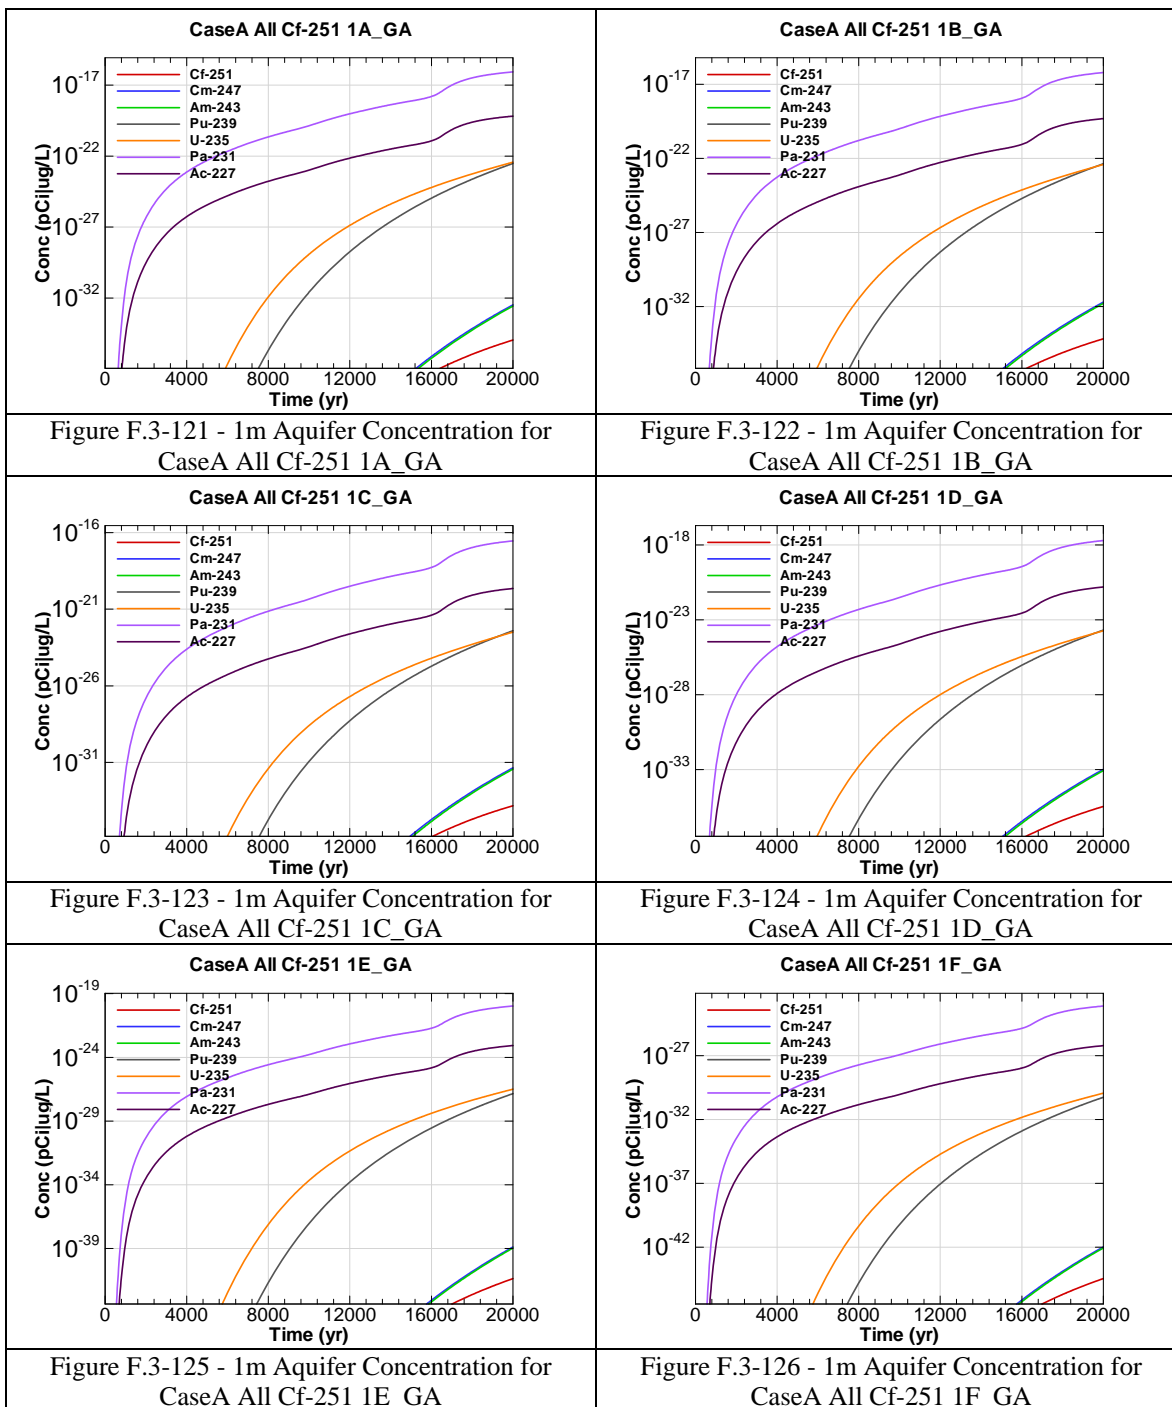 CaseA All Cf-251 1A_GA
Conc (pCi|ug/L)
10^-17
10^-22
10^-27
10^-32
Cf-251
Cm-247
Am-243
Pu-239
U-235
Pa-231
Ac-227
0 4000 8000 12000 16000 20000
Time (yr)
Figure F.3-121 - 1m Aquifer Concentration for
CaseA All Cf-251 1A_GA
CaseA All Cf-251 1B_GA
Conc (pCi|ug/L)
10^-17
10^-22
10^-27
10^-32
Cf-251
Cm-247
Am-243
Pu-239
U-235
Pa-231
Ac-227
0 4000 8000 12000 16000 20000
Time (yr)
Figure F.3-122 - 1m Aquifer Concentration for
CaseA All Cf-251 1B_GA
CaseA All Cf-251 1C_GA
Conc (pCi|ug/L)
10^-16
10^-21
10^-26
10^-31
Cf-251
Cm-247
Am-243
Pu-239
U-235
Pa-231
Ac-227
0 4000 8000 12000 16000 20000
Time (yr)
Figure F.3-123 - 1m Aquifer Concentration for
CaseA All Cf-251 1C_GA
CaseA All Cf-251 1D_GA
Conc (pCi|ug/L)
10^-18
10^-23
10^-28
10^-33
Cf-251
Cm-247
Am-243
Pu-239
U-235
Pa-231
Ac-227
0 4000 8000 12000 16000 20000
Time (yr)
Figure F.3-124 - 1m Aquifer Concentration for
CaseA All Cf-251 1D_GA
CaseA All Cf-251 1E_GA
Conc (pCi|ug/L)
10^-19
10^-24
10^-29
10^-34
10^-39
Cf-251
Cm-247
Am-243
Pu-239
U-235
Pa-231
Ac-227
0 4000 8000 12000 16000 20000
Time (yr)
Figure F.3-125 - 1m Aquifer Concentration for
CaseA All Cf-251 1E_GA
CaseA All Cf-251 1F_GA
Conc (pCi|ug/L)
10^-27
10^-32
10^-37
10^-42
Cf-251
Cm-247
Am-243
Pu-239
U-235
Pa-231
Ac-227
0 4000 8000 12000 16000 20000
Time (yr)
Figure F.3-126 - 1m Aquifer Concentration for
CaseA All Cf-251 1F_GA